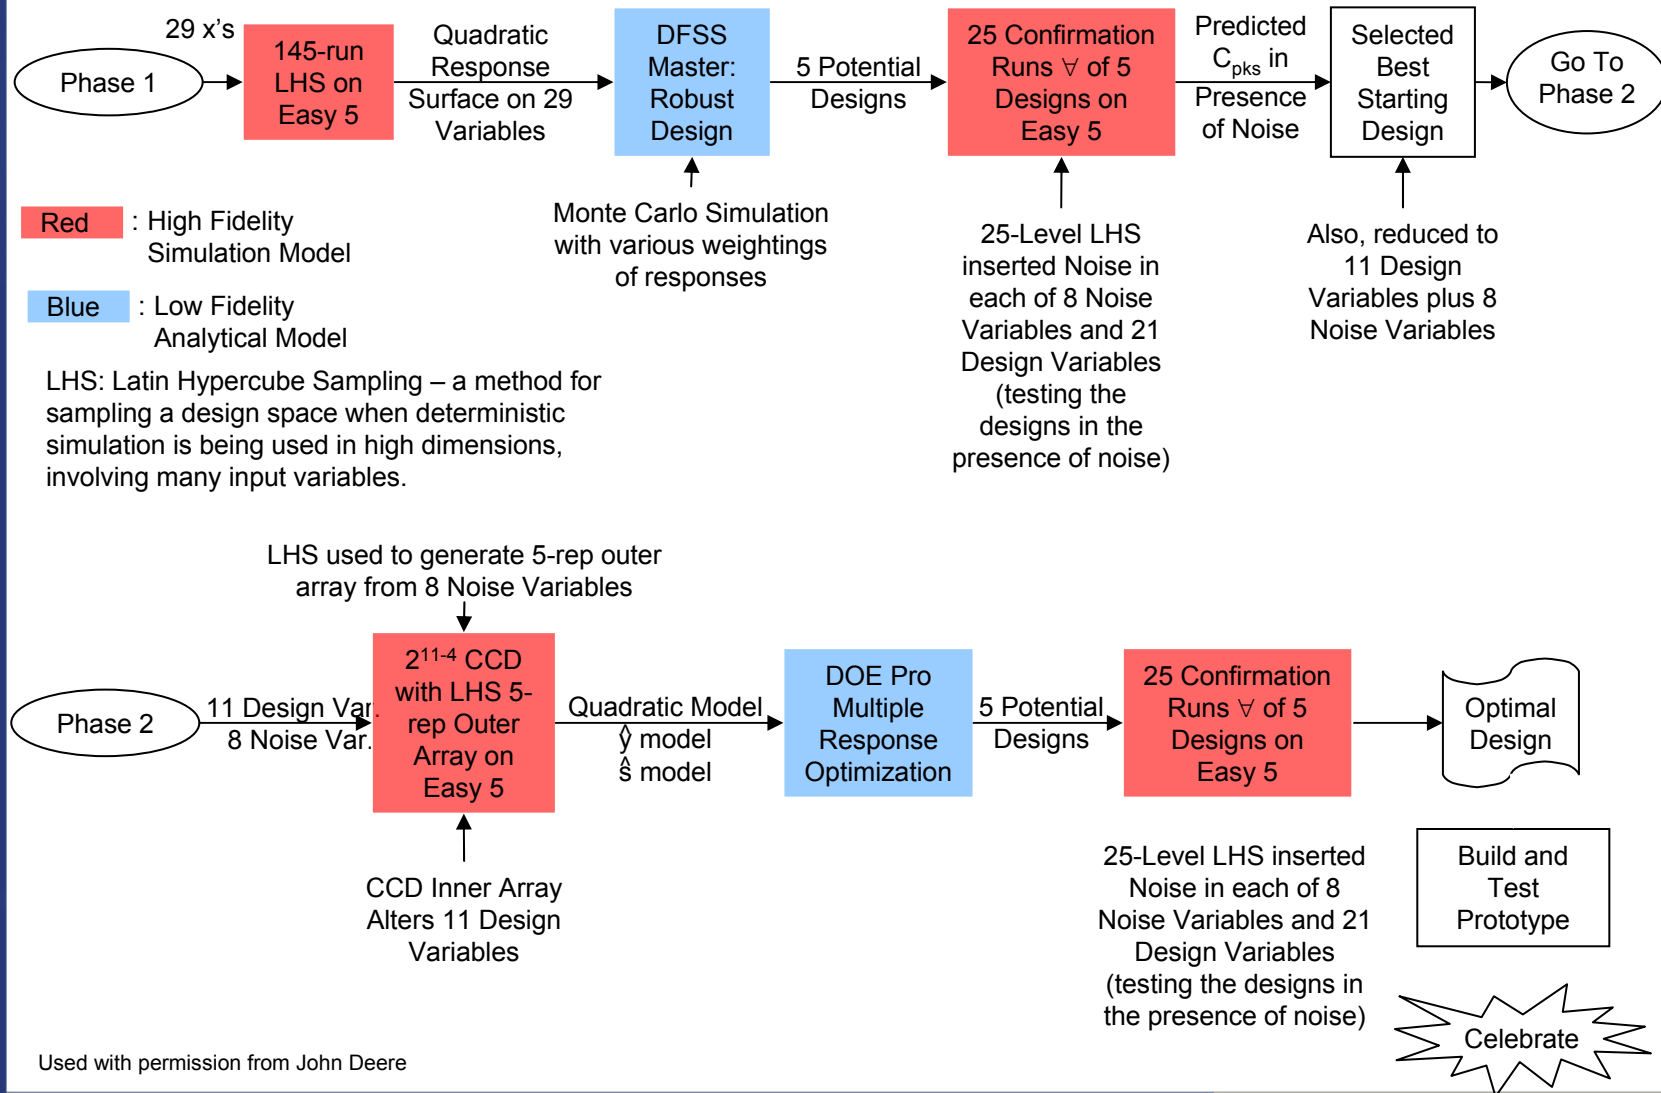 29 x's
Phase 1
145-run
LHS on
Easy 5
Quadratic
Response
Surface on 29
Variables
DFSS
Master:
Robust
Design
5 Potential
Designs
25 Confirmation
Runs ∀ of 5
Designs on
Easy 5
Predicted
Cpks in
Presence
of Noise
Selected
Best
Starting
Design
Go To
Phase 2
Red : High Fidelity
Simulation Model
Blue : Low Fidelity
Analytical Model
Monte Carlo Simulation
with various weightings
of responses
25-Level LHS
inserted Noise in
each of 8 Noise
Variables and 21
Design Variables
(testing the
designs in the
presence of noise)
Also, reduced to
11 Design
Variables plus 8
Noise Variables
LHS: Latin Hypercube Sampling – a method for
sampling a design space when deterministic
simulation is being used in high dimensions,
involving many input variables.
LHS used to generate 5-rep outer
array from 8 Noise Variables
Phase 2
11 Design Var.
8 Noise Var.
2^11-4 CCD
with LHS 5-
rep Outer
Array on
Easy 5
Quadratic Model
ŷ model
ŝ model
DOE Pro
Multiple
Response
Optimization
5 Potential
Designs
25 Confirmation
Runs ∀ of 5
Designs on
Easy 5
Optimal
Design
CCD Inner Array
Alters 11 Design
Variables
25-Level LHS inserted
Noise in each of 8
Noise Variables and 21
Design Variables
(testing the designs in
the presence of noise)
Build and
Test
Prototype
Celebrate
Used with permission from John Deere